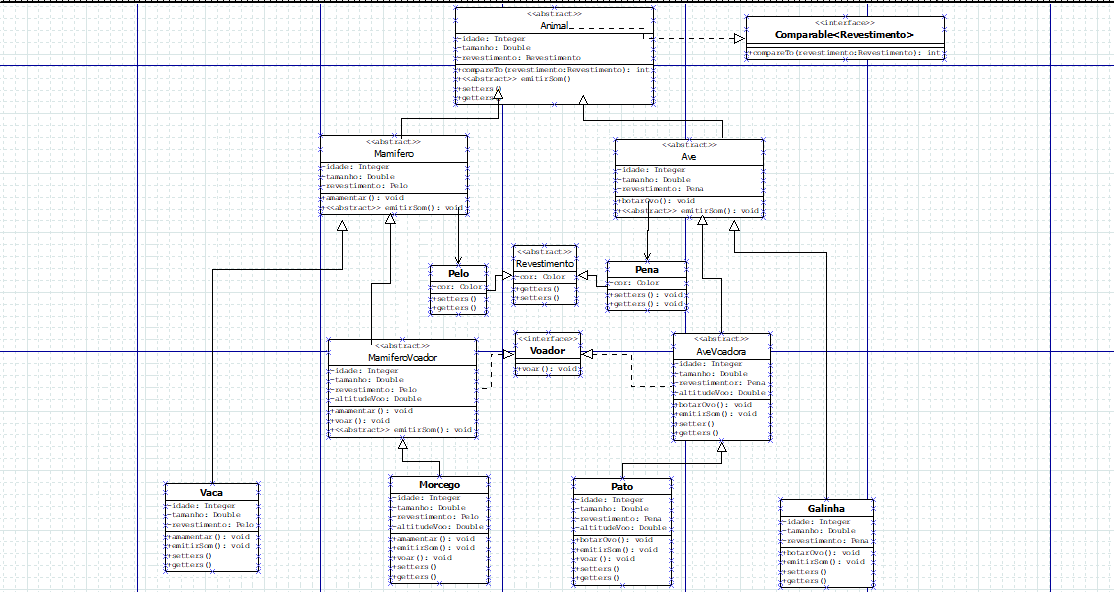 <<abstract>>
Animal
-idade: Integer
-tamanho: Double
-revestimento: Revestimento
+compareTo(revestimento:Revestimento): int
+<<abstract>> emitirSom()
+setters()
+getters()
<<interface>>
Comparable<Revestimento>
+compareTo(revestimento:Revestimento): int
<<abstract>>
Mamifero
-idade: Integer
-tamanho: Double
-revestimento: Pelo
+amamentar(): void
+<<abstract>> emitirSom(): void
<<abstract>>
Ave
-idade: Integer
-tamanho: Double
-revestimento: Pena
+botarOvo(): void
+<<abstract>> emitirSom(): void
Pelo
-cor: Color
+setters()
+getters()
<<abstract>>
Revestimento
-cor: Color
+getters()
+setters()
Pena
-cor: Color
+setters(): void
+getters(): void
<<abstract>>
MamiferoVoador
-idade: Integer
-tamanho: Double
-revestimento: Pelo
-altitudeVoo: Double
+amamentar(): void
+voar(): void
+<<abstract>> emitirSom: void
<<interface>>
Voador
+voar(): void
<<abstract>>
AveVoadora
-idade: Integer
-tamanho: Double
-revestimentor: Pena
-altitudeVoo: Double
+botarOvo(): void
+emitirSom(): void
+setter()
+getters()
Vaca
-idade: Integer
-tamanho: Double
-revestimento: Pelo
+amamentar(): void
+emitirSom(): void
+setters()
+getters()
Morcego
-idade: Integer
-tamanho: Double
-revestimento: Pelo
-altitudeVoo: Double
+amamentar(): void
+emitirSom(): void
+voar(): void
+setters()
+getters()
Pato
-idade: Integer
-tamanho: Double
-revestimento: Pena
-altitudeVoo: Double
+botarOvo(): void
+emitirSom(): void
+voar(): void
+setters()
+getters()
Galinha
-idade: Integer
-tamanho: Double
-revestimento: Pena
+botarOvo(): void
+emitirSom(): void
+setters()
+getters()